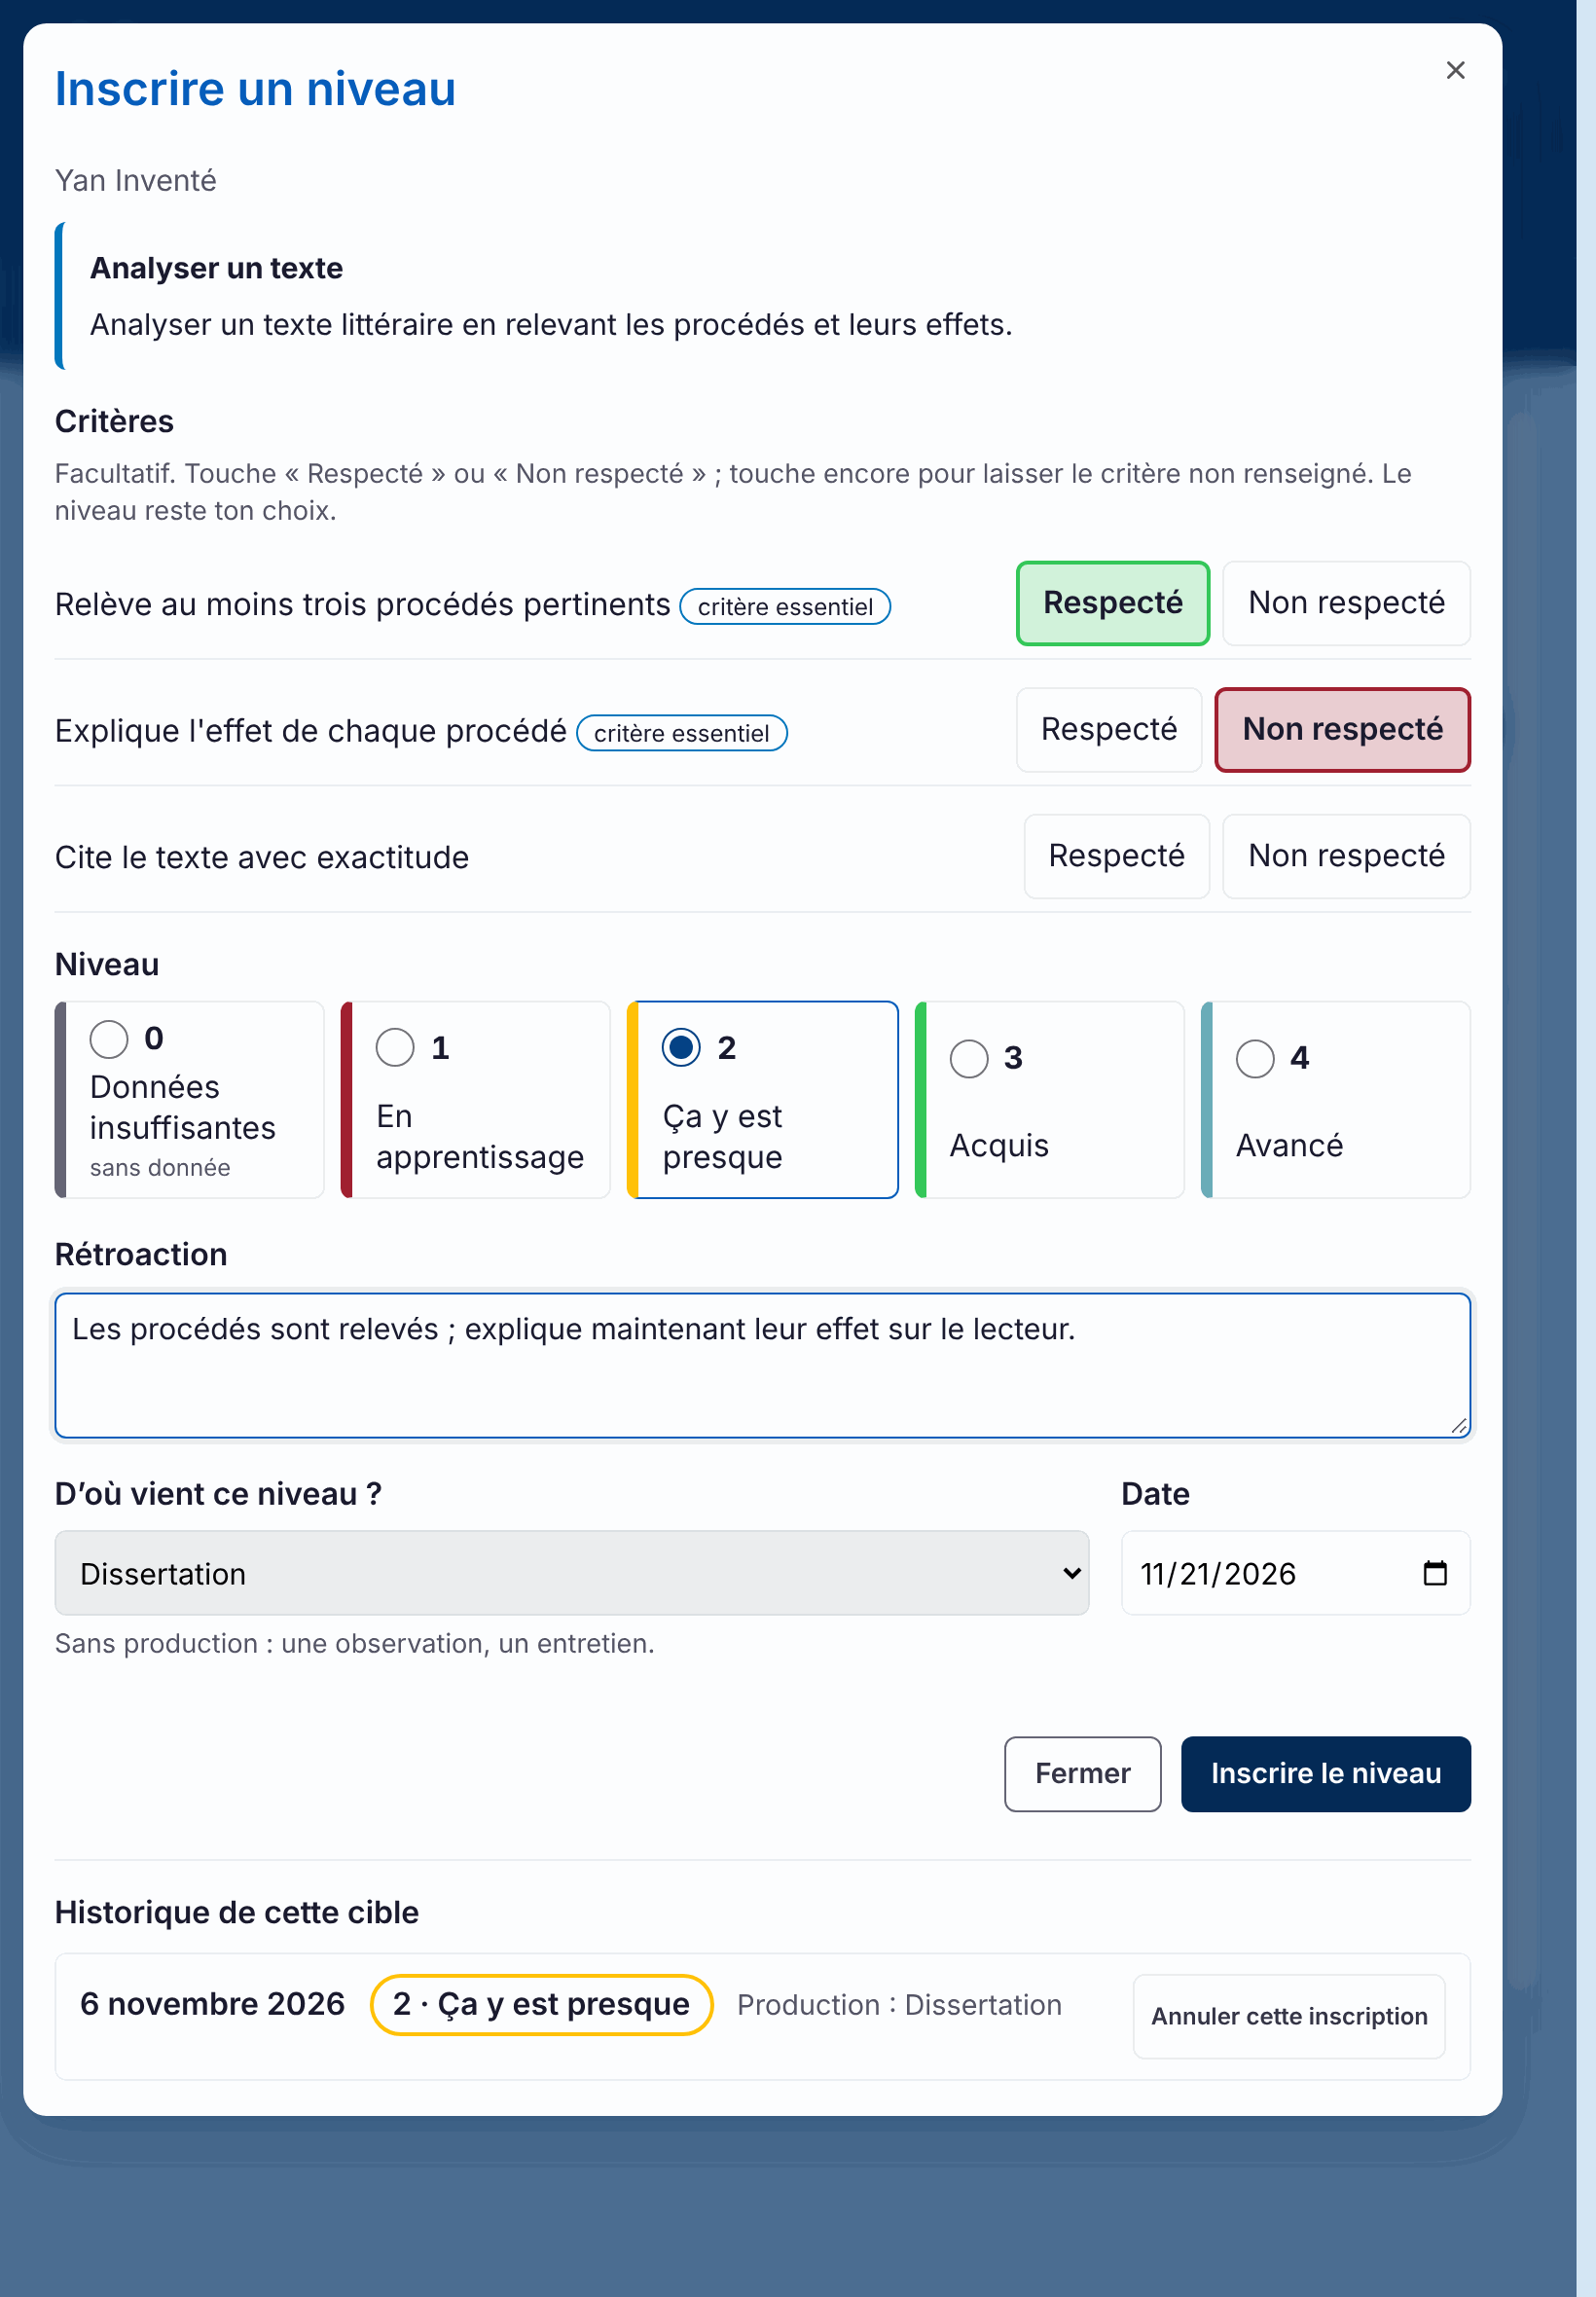 Inscrire un niveau
×
Yan Inventé
Analyser un texte
Analyser un texte littéraire en relevant les procédés et leurs effets.
Critères
Facultatif. Touche « Respecté » ou « Non respecté » ; touche encore pour laisser le critère non renseigné. Le
niveau reste ton choix.
Relève au moins trois procédés pertinents critère essentiel Respecté Non respecté
Explique l'effet de chaque procédé critère essentiel Respecté Non respecté
Cite le texte avec exactitude Respecté Non respecté
Niveau
0
Données
insuffisantes
sans donnée
1
En
apprentissage
2
Ça y est
presque
3
Acquis
4
Avancé
Rétroaction
Les procédés sont relevés ; explique maintenant leur effet sur le lecteur.
D’où vient ce niveau ?
Dissertation
Sans production : une observation, un entretien.
Date
11/21/2026
Fermer Inscrire le niveau
Historique de cette cible
6 novembre 2026 2 · Ça y est presque Production : Dissertation Annuler cette inscription